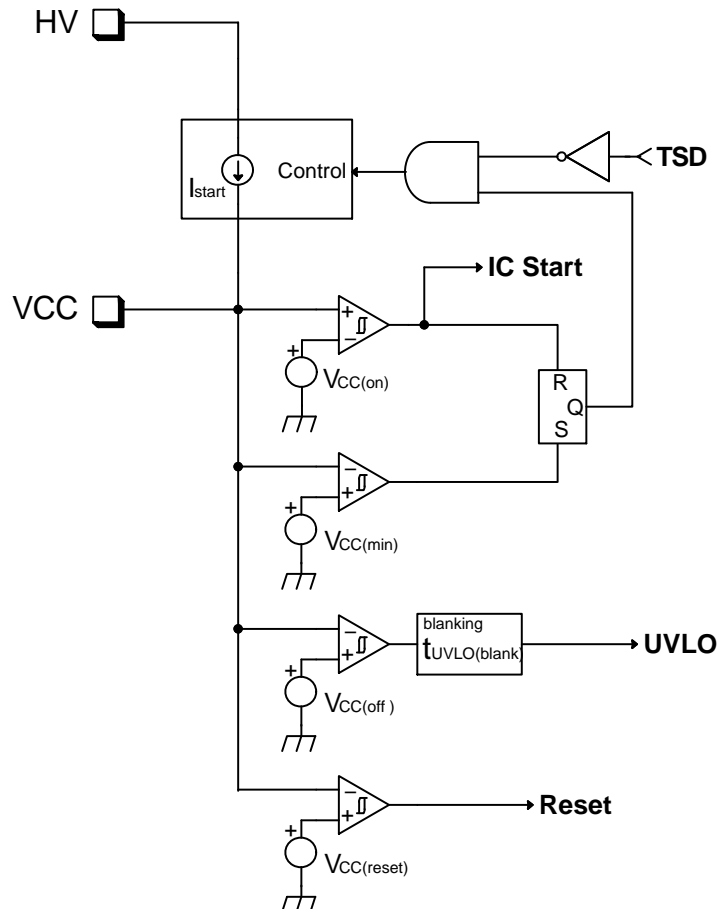 HV
TSD
Control
Istart
IC Start
VCC
+
−
+
VCC(on)
R
Q
S
−
+
+
VCC(min)
blanking
tUVLO(blank)
UVLO
−
+
+
VCC(off )
Reset
−
+
+
VCC(reset)